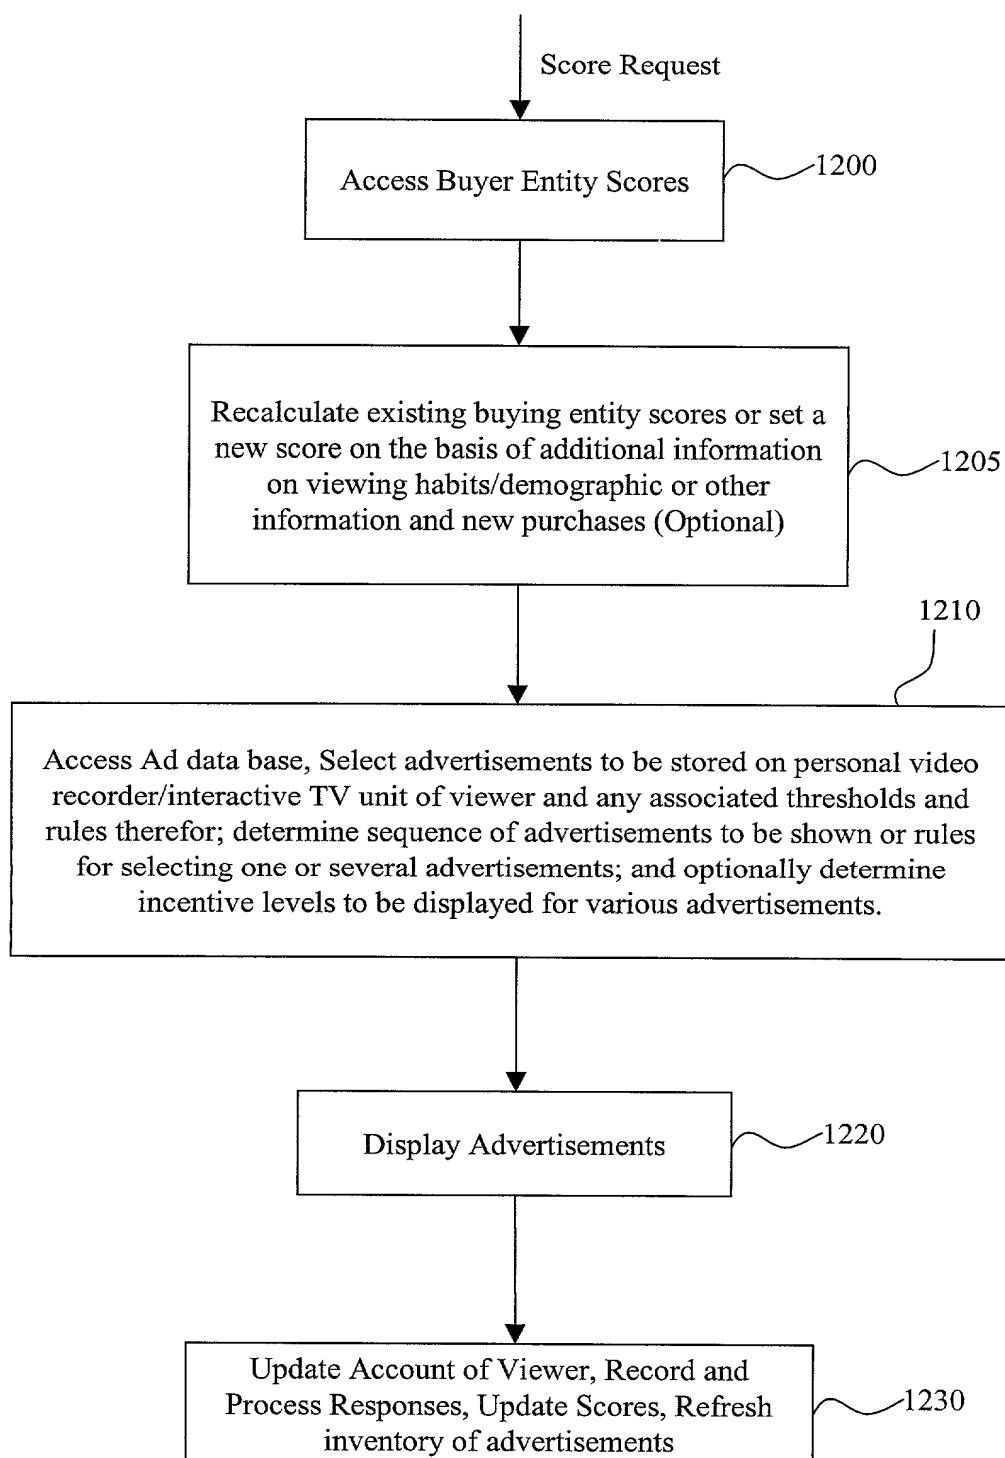 Score Request
Access Buyer Entity Scores
1200
Recalculate existing buying entity scores or set a
new score on the basis of additional information
on viewing habits/demographic or other
information and new purchases (Optional)
1205
1210
Access Ad data base, Select advertisements to be stored on personal video
recorder/interactive TV unit of viewer and any associated thresholds and
rules therefor; determine sequence of advertisements to be shown or rules
for selecting one or several advertisements; and optionally determine
incentive levels to be displayed for various advertisements.
Display Advertisements
1220
Update Account of Viewer, Record and
Process Responses, Update Scores, Refresh
inventory of advertisements
1230